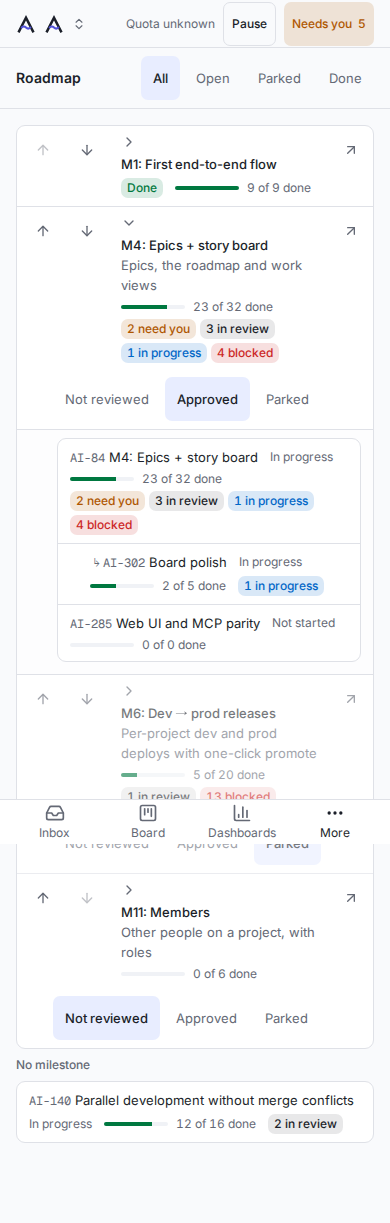 Quota unknown Pause Needs you 5
Roadmap All Open Parked Done
M1: First end-to-end flow
Done 9 of 9 done
M4: Epics + story board
Epics, the roadmap and work
views
23 of 32 done
2 need you 3 in review
1 in progress 4 blocked
Not reviewed Approved Parked
AI-84 M4: Epics + story board In progress
23 of 32 done
2 need you 3 in review 1 in progress
4 blocked
↳ AI-302 Board polish In progress
2 of 5 done 1 in progress
AI-285 Web UI and MCP parity Not started
0 of 0 done
M6: Dev → prod releases
Per-project dev and prod
deploys with one-click promote
5 of 20 done
1 in review 13 blocked
Inbox Board Dashboards More
Not reviewed Approved Parked
M11: Members
Other people on a project, with
roles
0 of 6 done
Not reviewed Approved Parked
No milestone
AI-140 Parallel development without merge conflicts
In progress 12 of 16 done 2 in review